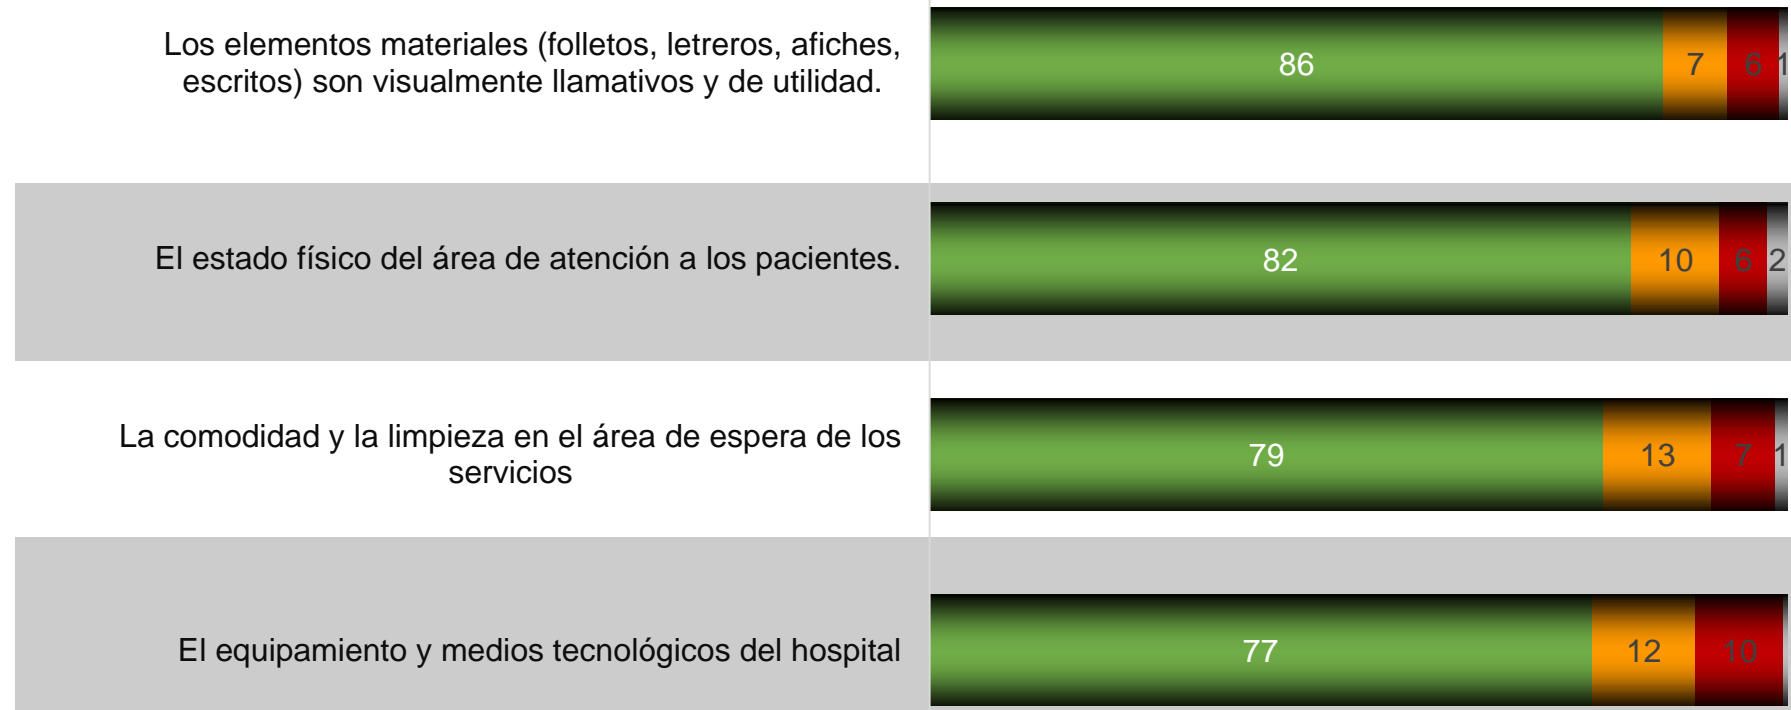 Los elementos materiales (folletos, letreros, afiches,
escritos) son visualmente llamativos y de utilidad.
86 7 6 1
El estado físico del área de atención a los pacientes.
82 10 6 2
La comodidad y la limpieza en el área de espera de los
servicios
79 13 7 1
El equipamiento y medios tecnológicos del hospital
77 12 10